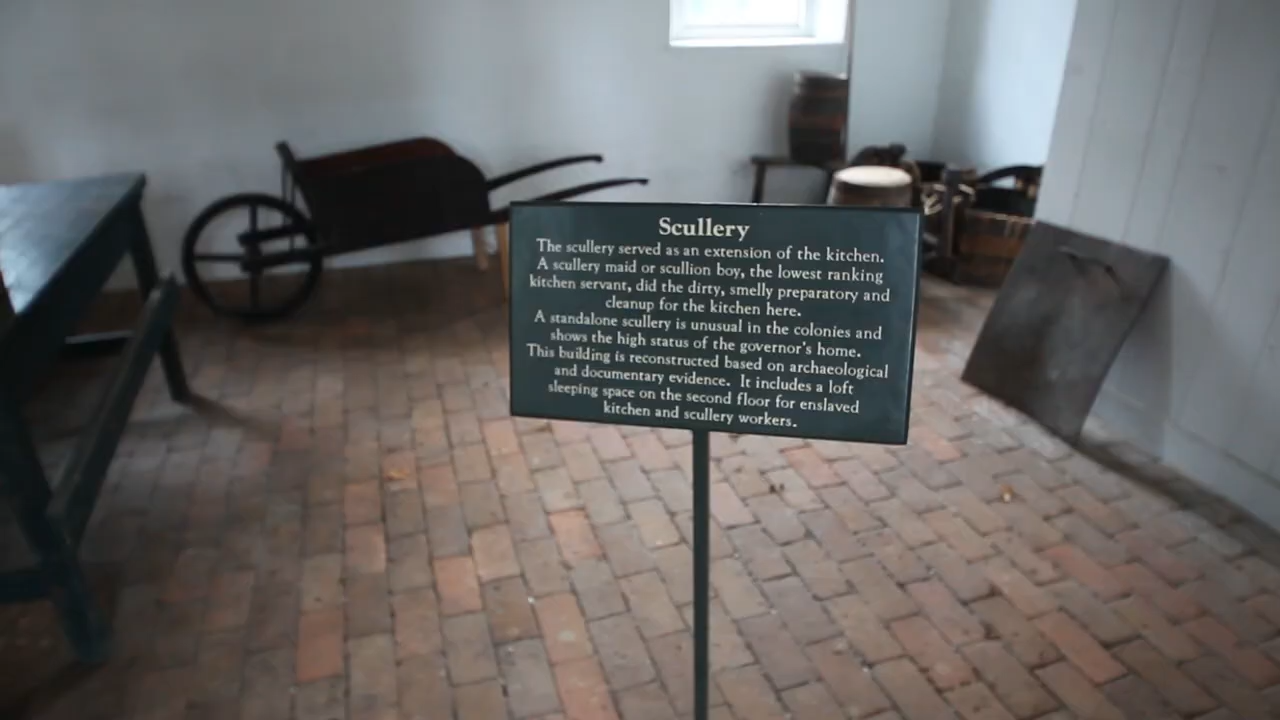 Scullery
The scullery served as an extension of the kitchen.
A scullery maid or scullion boy, the lowest ranking
kitchen servant, did the dirty, smelly preparatory and
cleanup for the kitchen here.
A standalone scullery is unusual in the colonies and
shows the high status of the governor's home.
This building is reconstructed based on archaeological
and documentary evidence. It includes a loft
sleeping space on the second floor for enslaved
kitchen and scullery workers.